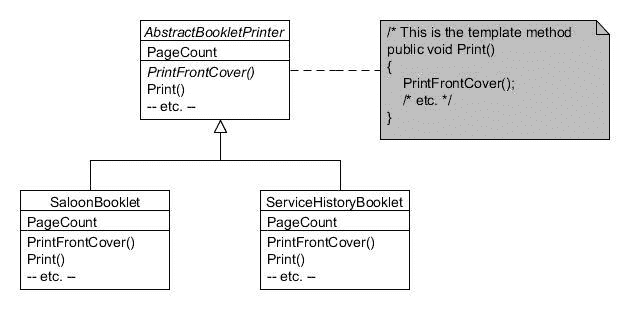 AbstractBookletPrinter
PageCount
PrintFrontCover()
Print()
-- etc. --
/* This is the template method
public void Print()
{
PrintFrontCover();
/* etc. */
}
SaloonBooklet
PageCount
PrintFrontCover()
Print()
-- etc. --
ServiceHistoryBooklet
PageCount
PrintFrontCover()
Print()
-- etc. --